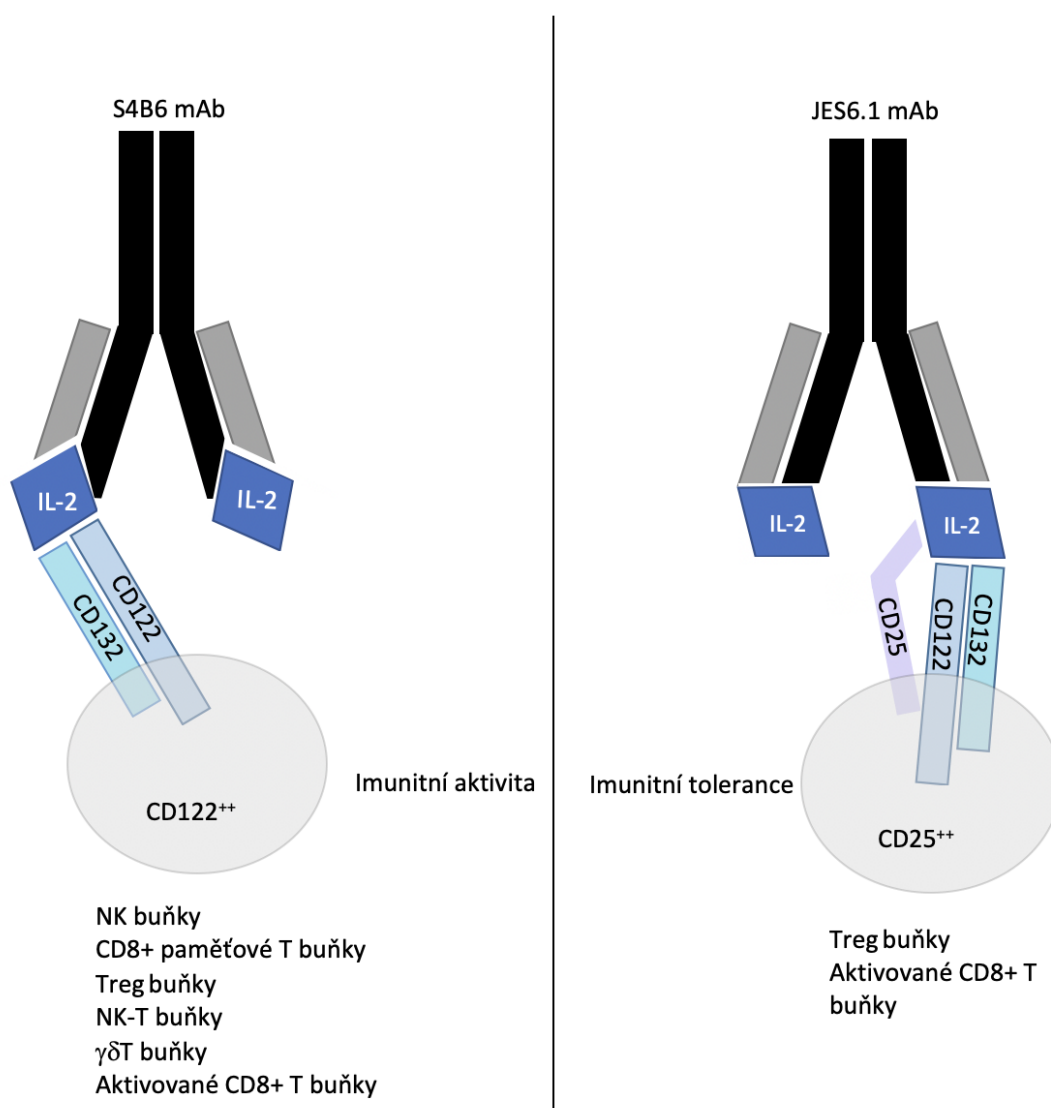 S4B6 mAb
IL-2
IL-2
CD132
CD122
CD122⁺⁺
Imunitní aktivita
NK buňky
CD8+ paměťové T buňky
Treg buňky
NK-T buňky
γδT buňky
Aktivované CD8+ T buňky
JES6.1 mAb
IL-2
IL-2
CD25
CD122
CD132
Imunitní tolerance
CD25⁺⁺
Treg buňky
Aktivované CD8+ T
buňky